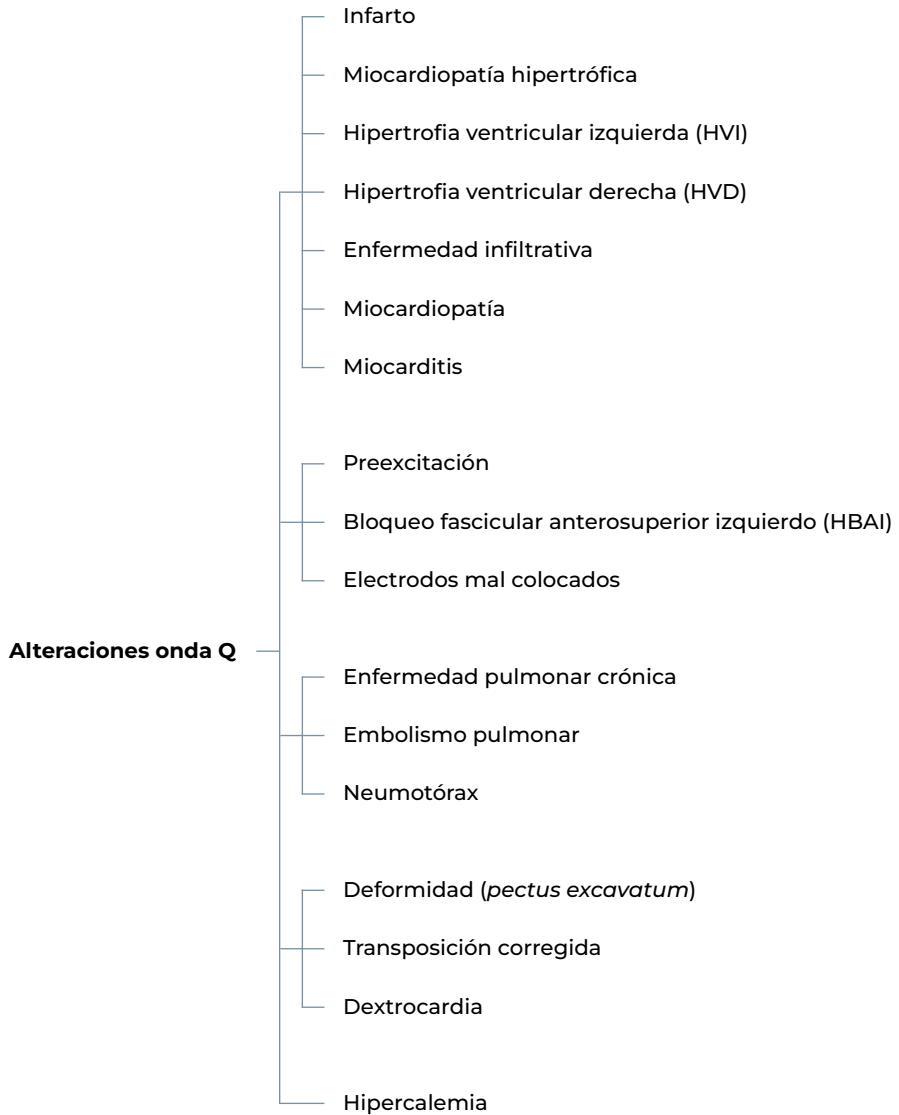 Infarto
Miocardiopatía hipertrófica
Hipertrofia ventricular izquierda (HVI)
Hipertrofia ventricular derecha (HVD)
Enfermedad infiltrativa
Miocardiopatía
Miocarditis
Preexcitación
Bloqueo fascicular anterosuperior izquierdo (HBAI)
Electrodos mal colocados
Alteraciones onda Q
Enfermedad pulmonar crónica
Embolismo pulmonar
Neumotórax
Deformidad (pectus excavatum)
Transposición corregida
Dextrocardia
Hipercalemia